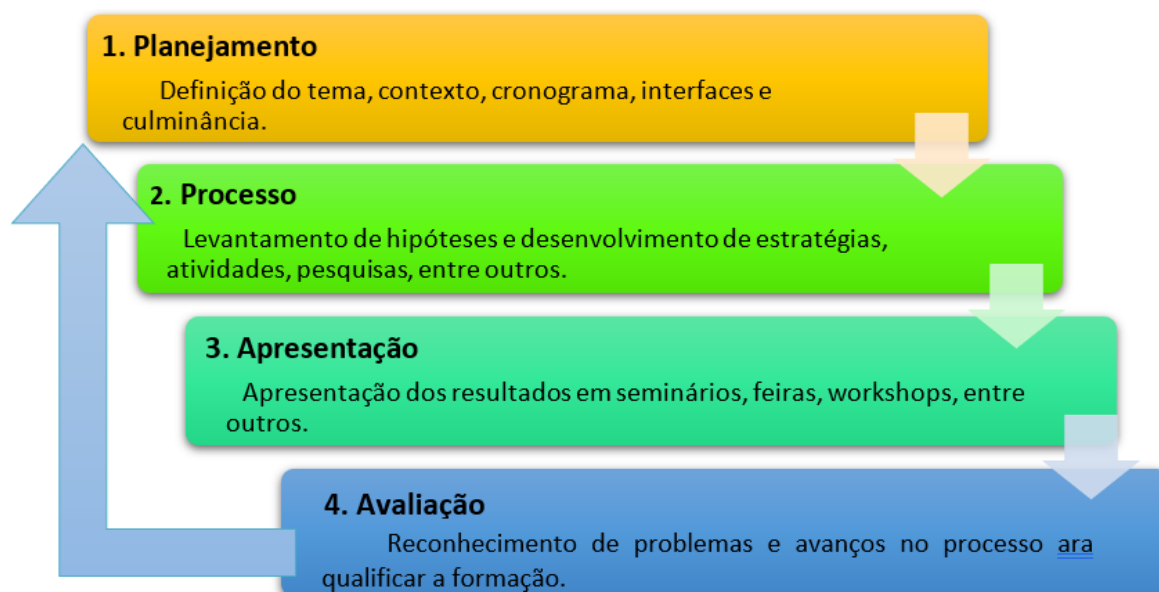 1. Planejamento
Definição do tema, contexto, cronograma, interfaces e
culminância.
2. Processo
Levantamento de hipóteses e desenvolvimento de estratégias,
atividades, pesquisas, entre outros.
3. Apresentação
Apresentação dos resultados em seminários, feiras, workshops, entre
outros.
4. Avaliação
Reconhecimento de problemas e avanços no processo ara
qualificar a formação.